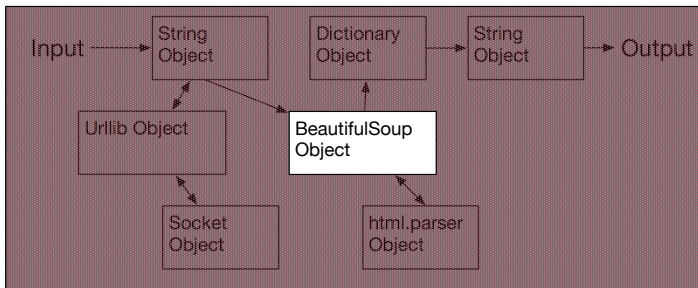 Input
String
Object
Dictionary
Object
String
Object
Output
Urllib Object
BeautifulSoup
Object
Socket
Object
html.parser
Object